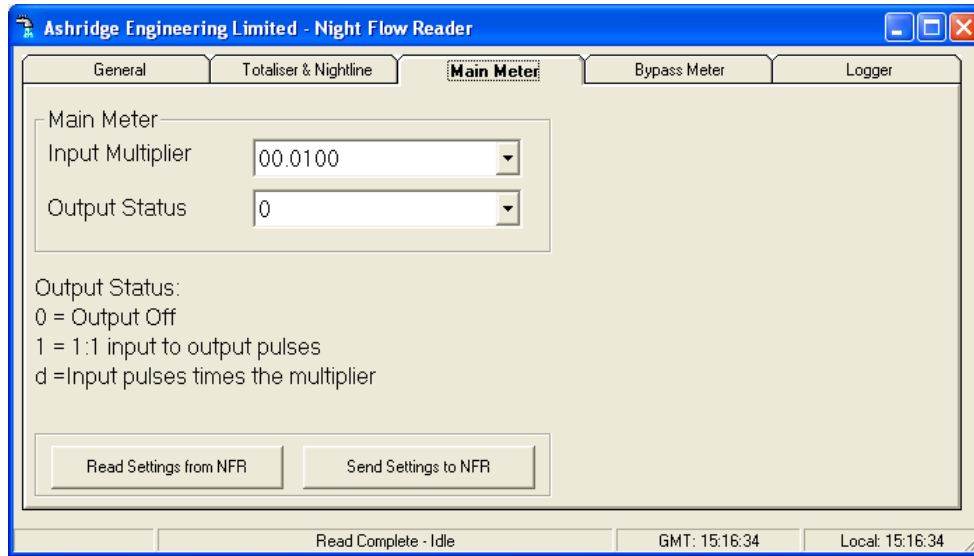 Ashridge Engineering Limited - Night Flow Reader
General Totaliser & Nightline Main Meter Bypass Meter Logger
Main Meter
Input Multiplier 00.0100
Output Status 0
Output Status:
0 = Output Off
1 = 1:1 input to output pulses
d =Input pulses times the multiplier
Read Settings from NFR Send Settings to NFR
Read Complete - Idle GMT: 15:16:34 Local: 15:16:34